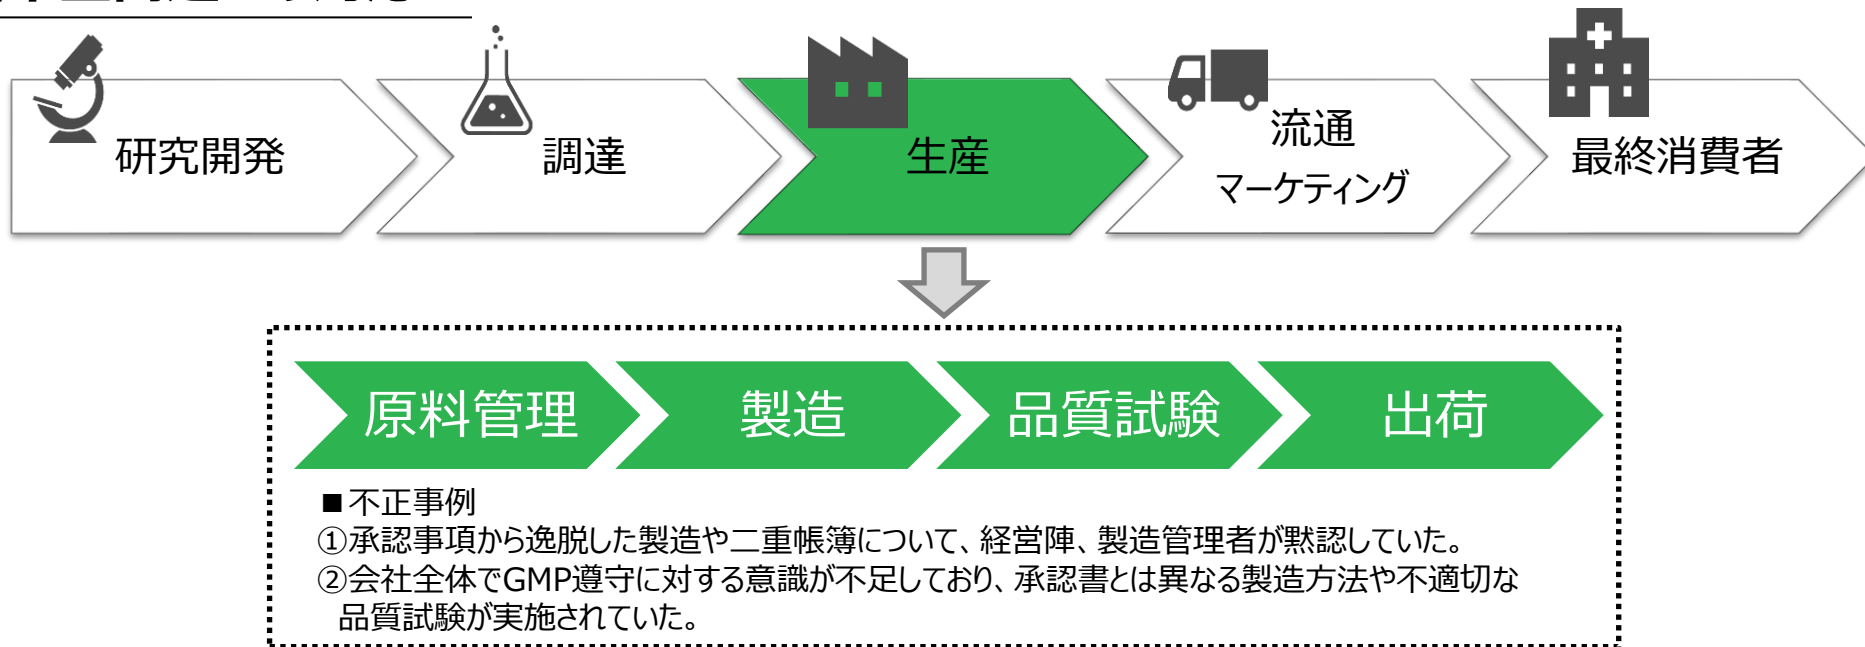 研究開発
調達
生産
流通
マーケティング
最終消費者
原料管理
製造
品質試験
出荷
■不正事例
①承認事項から逸脱した製造や二重帳簿について、経営陣、製造管理者が黙認していた。
②会社全体でGMP遵守に対する意識が不足しており、承認書とは異なる製造方法や不適切な
品質試験が実施されていた。